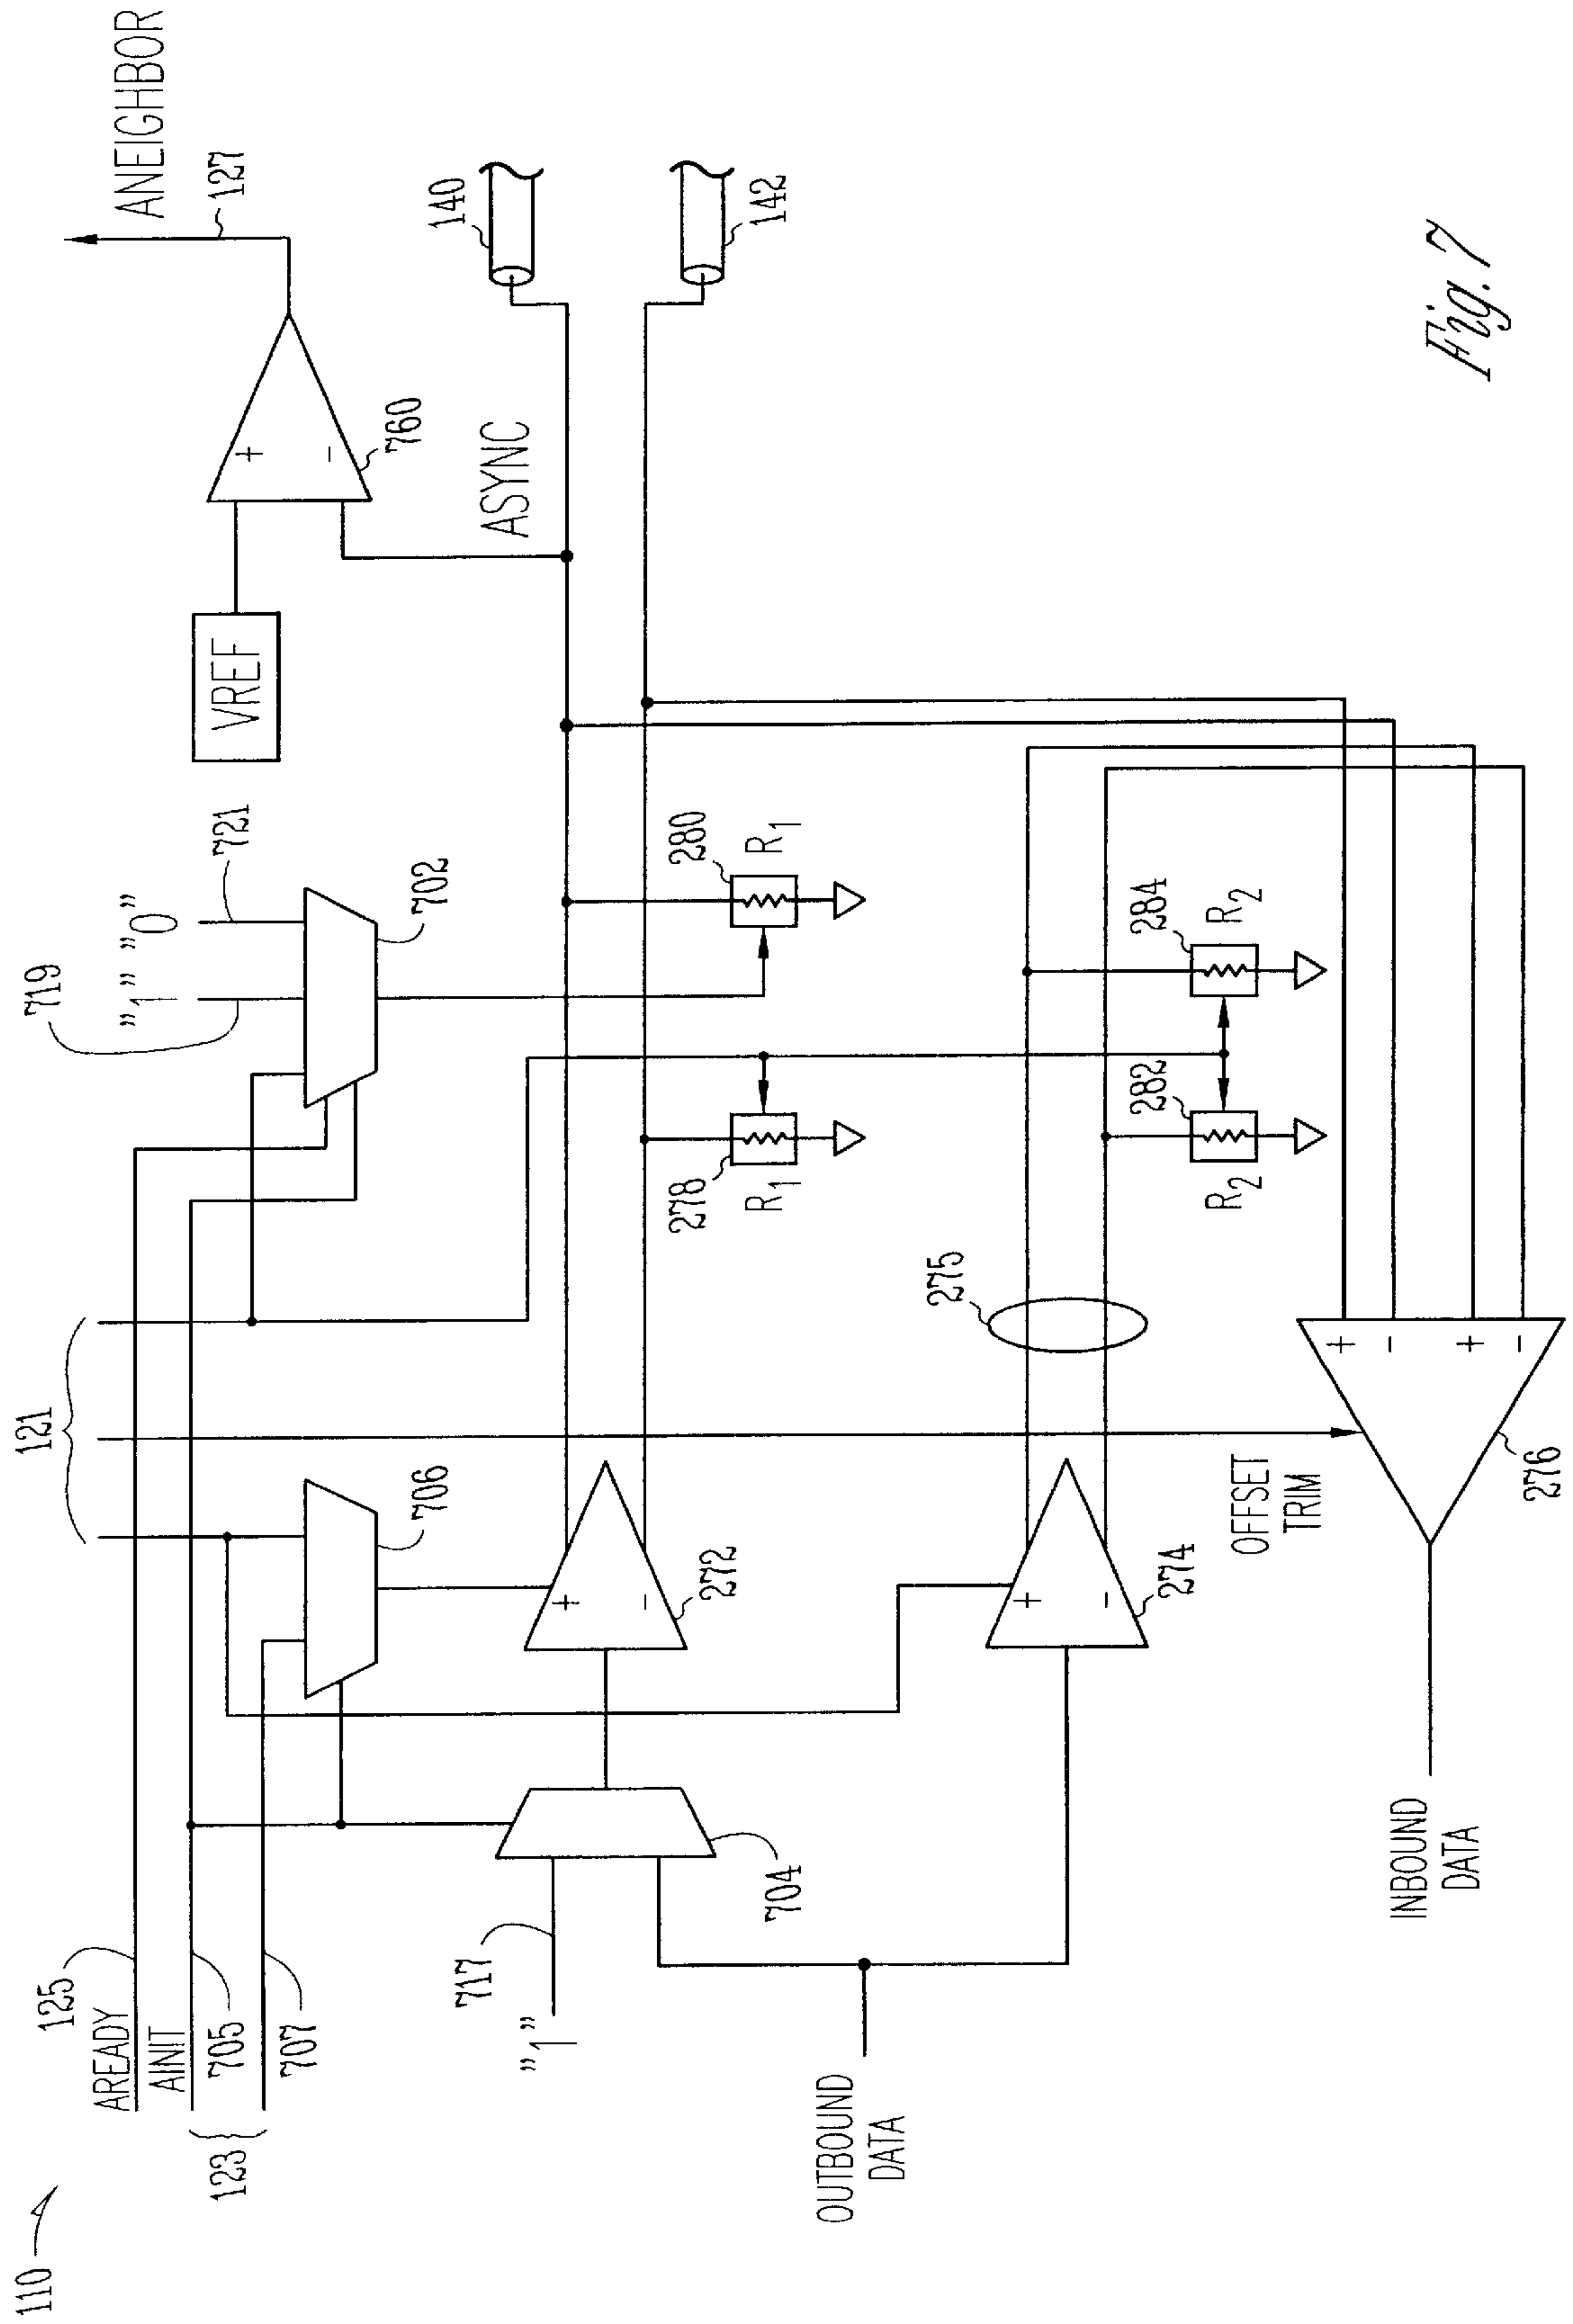 110
123
125
AREADY
AINIT
705
707
717
"1"
OUTBOUND
DATA
704
121
706
272
274
OFFSET
TRIM
276
INBOUND
DATA
275
719
"1"
"0"
721
702
278
R1
280
R1
282
R2
284
R2
VREF
+
-
760
ANEIGHBOR
127
ASYNC
140
142
+
-
+
-
+
-
+
-
Fig. 7